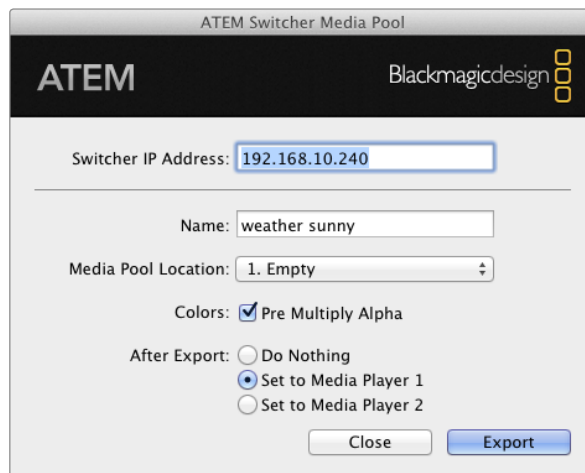 ATEM Switcher Media Pool
ATEM
Blackmagicdesign
Switcher IP Address: 192.168.10.240
Name: weather sunny
Media Pool Location: 1. Empty
Colors: Pre Multiply Alpha
After Export: Do Nothing
Set to Media Player 1
Set to Media Player 2
Close Export